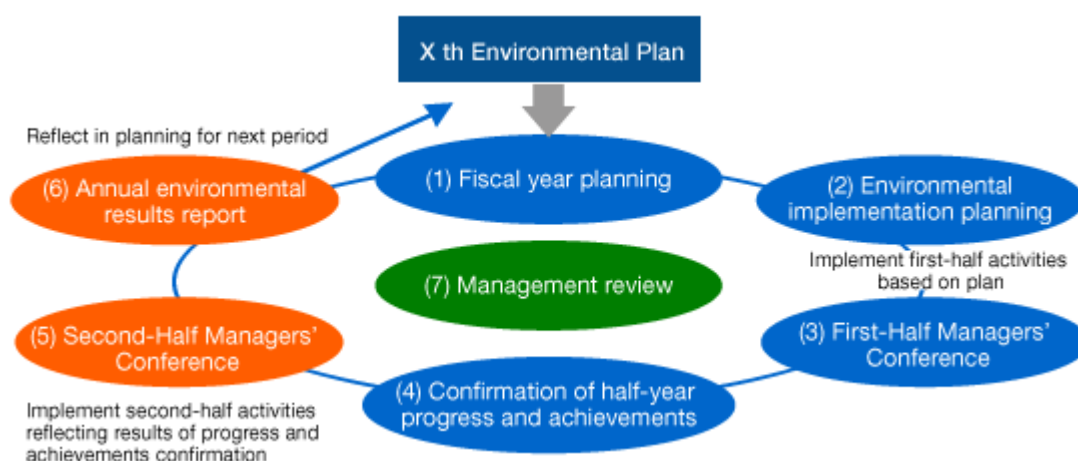 X th Environmental Plan
Reflect in planning for next period
(1) Fiscal year planning
(6) Annual environmental
results report
(2) Environmental
implementation planning
Implement first-half activities
based on plan
(7) Management review
(5) Second-Half Managers’
Conference
(3) First-Half Managers’
Conference
(4) Confirmation of half-year
progress and achievements
Implement second-half activities
reflecting results of progress and
achievements confirmation